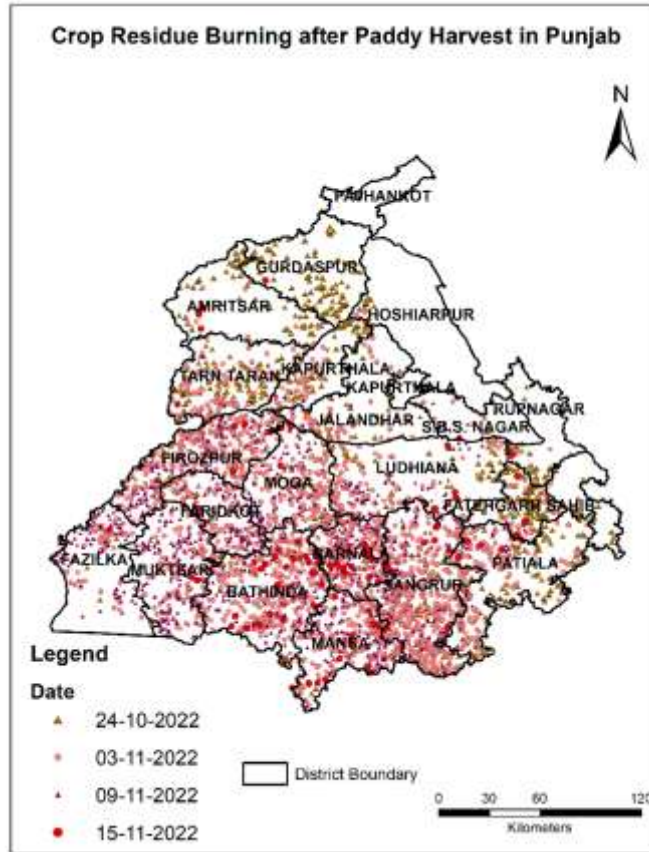 Crop Residue Burning after Paddy Harvest in Punjab
N
PATHANKOT
GURDASPUR
AMRITSAR
HOSHIARPUR
TARN TARAN
KAPURTHALA
KAPURTHALA
RUPNAGAR
JALANDHAR
S.B.S. NAGAR
FIROZPUR
LUDHIANA
MOGA
FATEHGARH SAHIB
FARIDKOT
FAZILKA
MUKTSAR
BARNALA
PATIALA
BATHINDA
SANGRUR
MANSA
Legend
Date
24-10-2022
03-11-2022
09-11-2022
15-11-2022
District Boundary
0 30 60 120
Kilometers